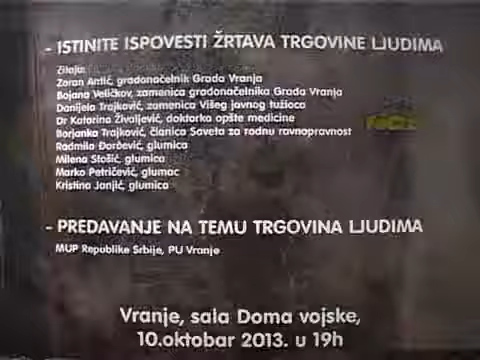 - ISTINITE ISPOVESTI ŽRTAVA TRGOVINE LJUDIMA
Čitaju:
Zoran Antić, gradonačelnik Grada Vranja
Bojana Veličkov, zamenica gradonačelnika Grada Vranja
Danijela Trajković, zamenica Višeg javnog tužioca
Dr Katarina Živaljević, doktorka opšte medicine
Borjanka Trajković, članica Saveta za rodnu ravnopravnost
Radmila Đorđević, glumica
Milena Stošić, glumica
Marko Petričević, glumac
Kristina Janjić, glumica
- PREDAVANJE NA TEMU TRGOVINA LJUDIMA
MUP Republike Srbije, PU Vranje
Vranje, sala Doma vojske,
10.oktobar 2013. u 19h